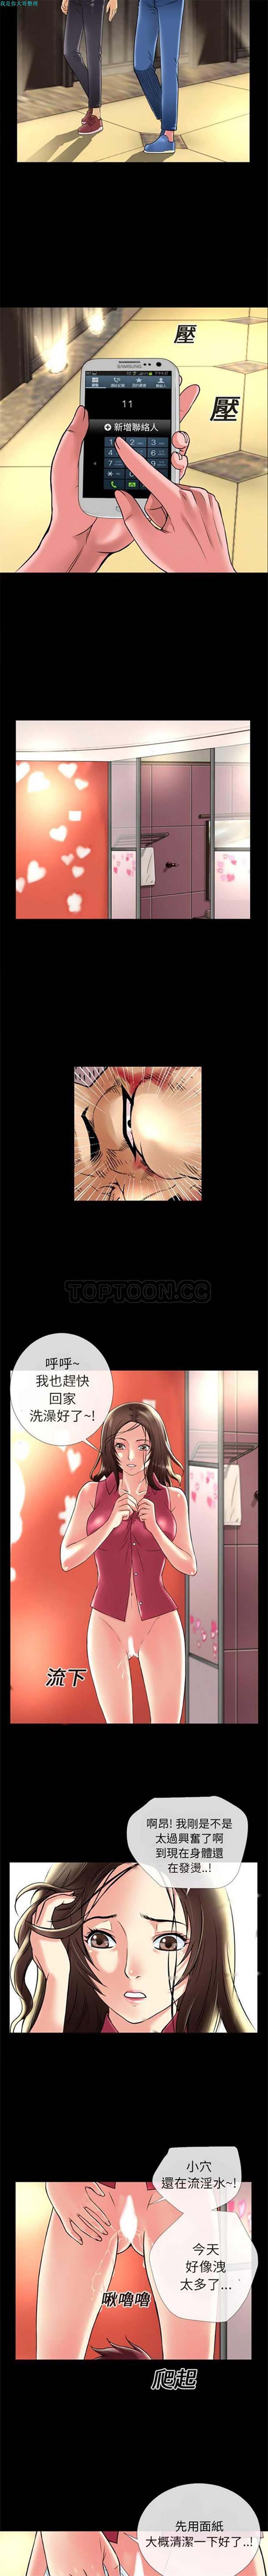 我是你大哥整理
壓
壓
SAMSUNG
11
新增聯絡人
TOPTOON.CC
呼呼~
我也趕快
回家
洗澡好了~!
流下
啊昂! 我剛是不是
太過興奮了啊
到現在身體還
在發燙..!
小穴
還在流淫水~!
今天
好像洩
太多了...
啾嚕嚕
爬起
先用面紙
大概清潔一下好了..!